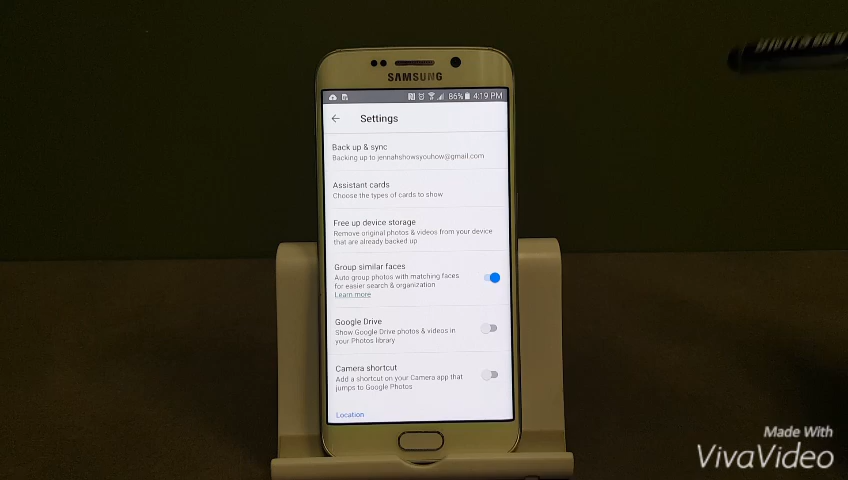 SAMSUNG
86% 4:19 PM
Settings
Back up & sync
Backing up to jennahshowsyouhow@gmail.com
Assistant cards
Choose the types of cards to show
Free up device storage
Remove original photos & videos from your device
that are already backed up
Group similar faces
Auto group photos with matching faces
for easier search & organization
Learn more
Google Drive
Show Google Drive photos & videos in
your Photos library
Camera shortcut
Add a shortcut on your Camera app that
jumps to Google Photos
Location
Made With
VivaVideo